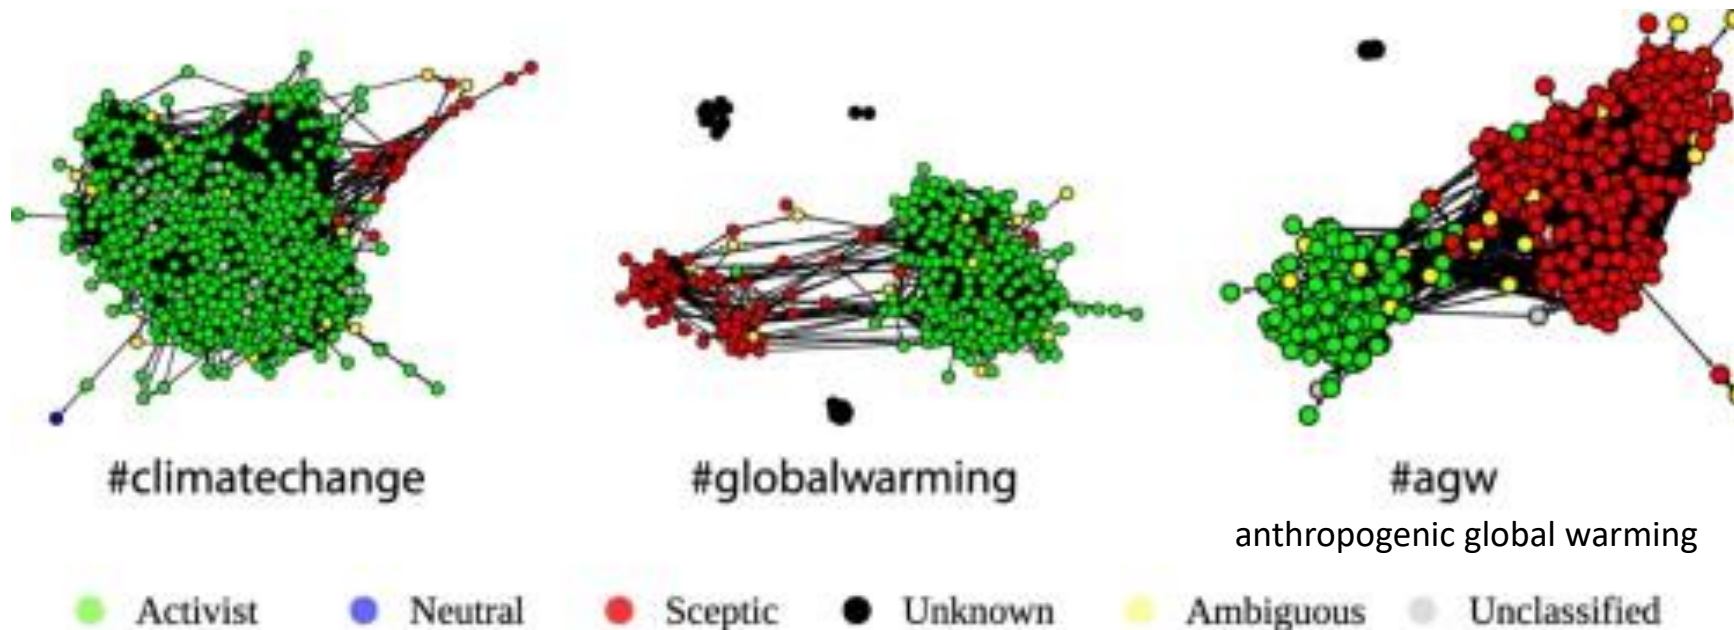 #climatechange
#globalwarming
#agw
anthropogenic global warming
Activist Neutral Sceptic Unknown Ambiguous Unclassified